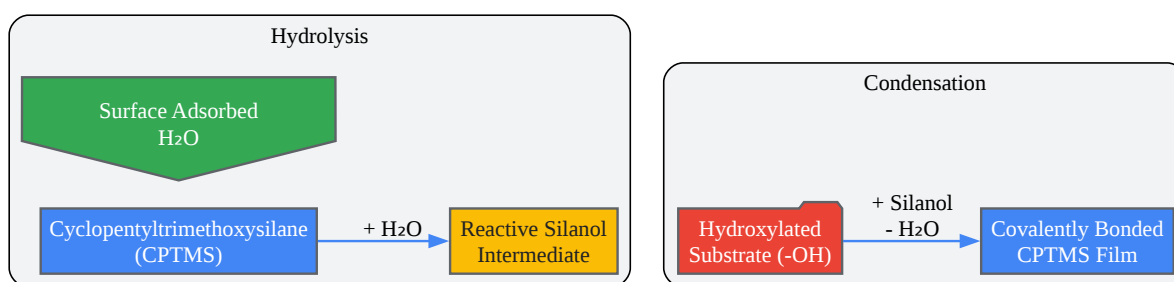 Hydrolysis
Surface Adsorbed
H₂O
Cyclopentyltrimethoxysilane
(CPTMS)
+ H₂O
Reactive Silanol
Intermediate
Condensation
Hydroxylated
Substrate (-OH)
+ Silanol
- H₂O
Covalently Bonded
CPTMS Film